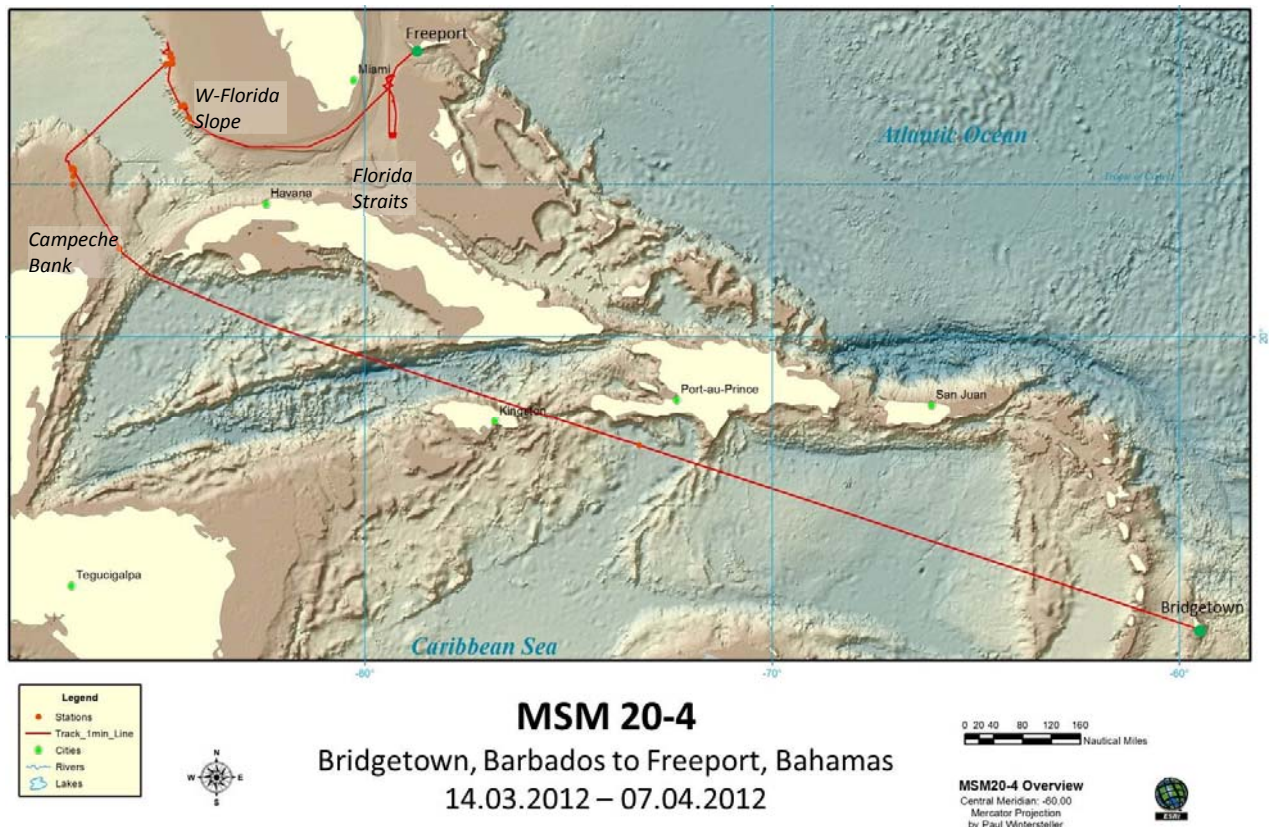 Freeport
Miami
W-Florida
Slope
Atlantic Ocean
Florida
Straits
Havana
Campeche
Bank
20°
Port-au-Prince
San Juan
Kingston
Tegucigalpa
Bridgetown
Caribbean Sea
-80°
-70°
-60°
Legend
Stations
Track_1min_Line
Cities
Rivers
Lakes
N
W
E
S
MSM 20-4
Bridgetown, Barbados to Freeport, Bahamas
14.03.2012 – 07.04.2012
0 20 40 80 120 160
Nautical Miles
MSM20-4 Overview
Central Meridian: -60.00
Mercator Projection
by Paul Wintersteller
ESRI